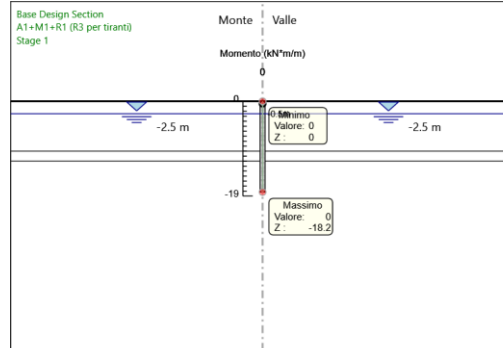 Base Design Section
A1+M1+R1 (R3 per tiranti)
Stage 1
Monte Valle
Momento (kN*m/m)
0
0
Minimo
Valore: 0
Z : 0
-2.5 m
-2.5 m
-19
Massimo
Valore: 0
Z : -18.2